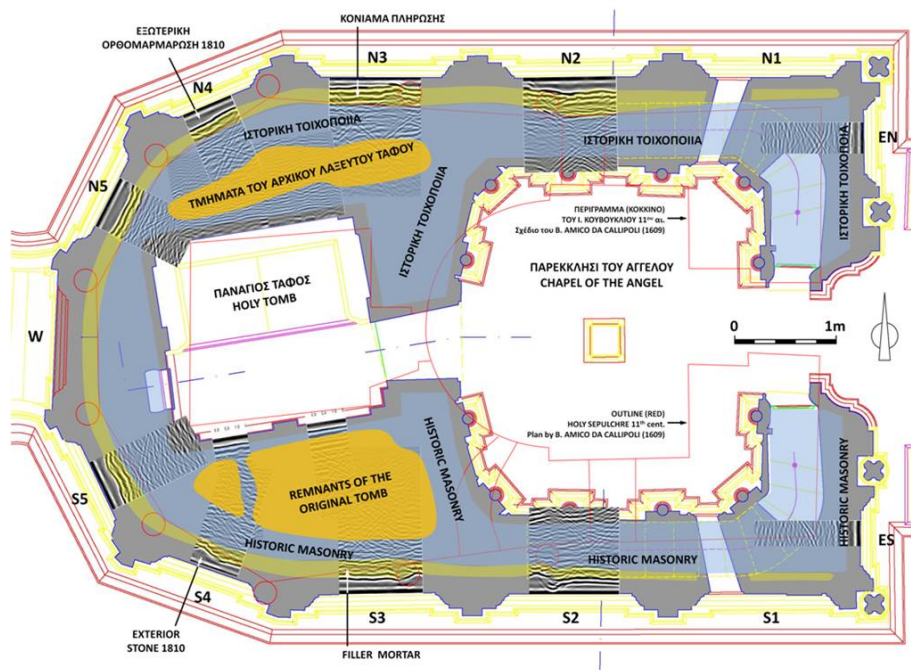 ΕΞΩΤΕΡΙΚΗ
ΟΡΘΟΜΑΡΜΑΡΩΣΗ 1810
ΚΟΝΙΑΜΑ ΠΛΗΡΩΣΗΣ
N4
N3
N2
N1
ΙΣΤΟΡΙΚΗ ΤΟΙΧΟΠΟΙΙΑ
ΙΣΤΟΡΙΚΗ ΤΟΙΧΟΠΟΙΙΑ
ΙΣΤΟΡΙΚΗ ΤΟΙΧΟΠΟΙΙΑ
EN
N5
ΤΜΗΜΑΤΑ ΤΟΥ ΑΡΧΙΚΟΥ ΛΑΞΕΥΤΟΥ ΤΑΦΟΥ
ΙΣΤΟΡΙΚΗ ΤΟΙΧΟΠΟΙΙΑ
ΠΕΡΙΓΡΑΜΜΑ (ΚΟΚΚΙΝΟ)
ΤΟΥ Ι. ΚΟΥΒΟΥΚΛΙΟΥ 11ου αι.
Σχέδιο του B. AMICO DA CALLIPOLI (1609)
ΠΑΝΑΓΙΟΣ ΤΑΦΟΣ
HOLY TOMB
ΠΑΡΕΚΚΛΗΣΙ ΤΟΥ ΑΓΓΕΛΟΥ
CHAPEL OF THE ANGEL
W
0 1m
OUTLINE (RED)
HOLY SEPULCHRE 11th cent.
Plan by B. AMICO DA CALLIPOLI (1609)
HISTORIC MASONRY
REMNANTS OF THE
ORIGINAL TOMB
HISTORIC MASONRY
S5
HISTORIC MASONRY
HISTORIC MASONRY
ES
S4
S3
S2
S1
EXTERIOR
STONE 1810
FILLER MORTAR